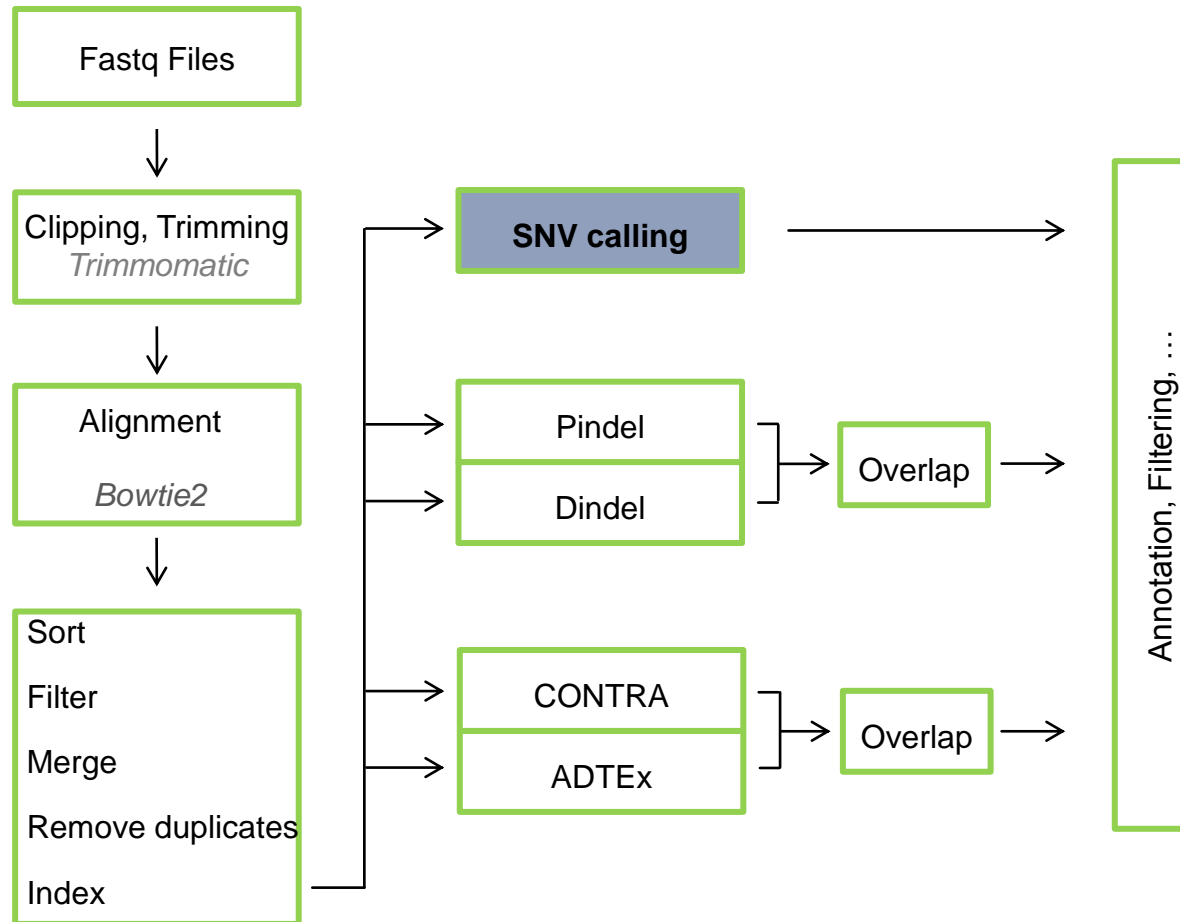 Fastq Files
Clipping, Trimming
Trimmomatic
Alignment
Bowtie2
Sort
Filter
Merge
Remove duplicates
Index
SNV calling
Pindel
Dindel
Overlap
CONTRA
ADTEx
Overlap
Annotation, Filtering, …